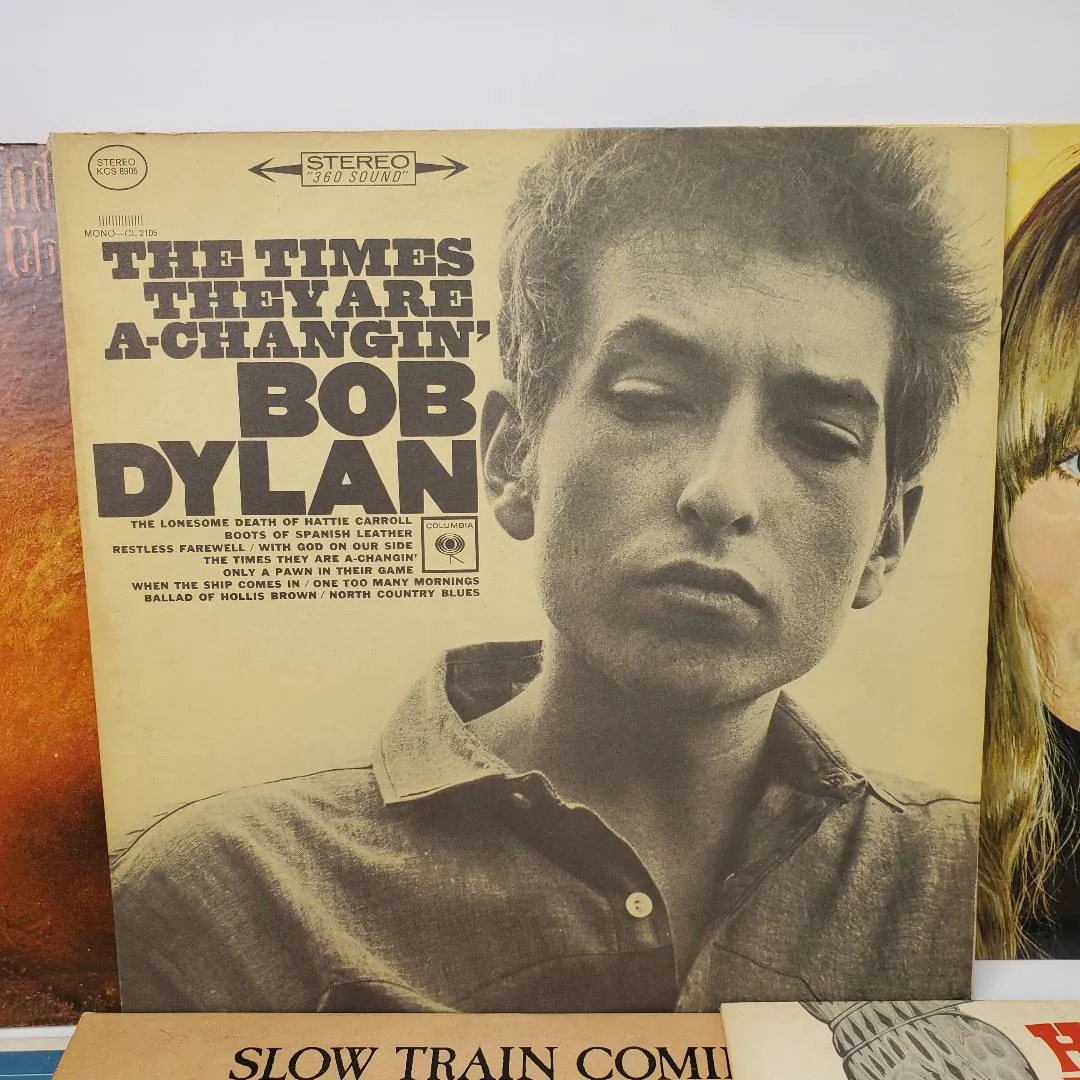 STEREO
KCS 8905
STEREO
"360 SOUND"
MONO—CL 2105
THE TIMES
THEY ARE
A-CHANGIN'
BOB
DYLAN
THE LONESOME DEATH OF HATTIE CARROLL
BOOTS OF SPANISH LEATHER
RESTLESS FAREWELL / WITH GOD ON OUR SIDE
THE TIMES THEY ARE A-CHANGIN'
ONLY A PAWN IN THEIR GAME
WHEN THE SHIP COMES IN / ONE TOO MANY MORNINGS
BALLAD OF HOLLIS BROWN / NORTH COUNTRY BLUES
COLUMBIA
SLOW TRAIN COMI
H